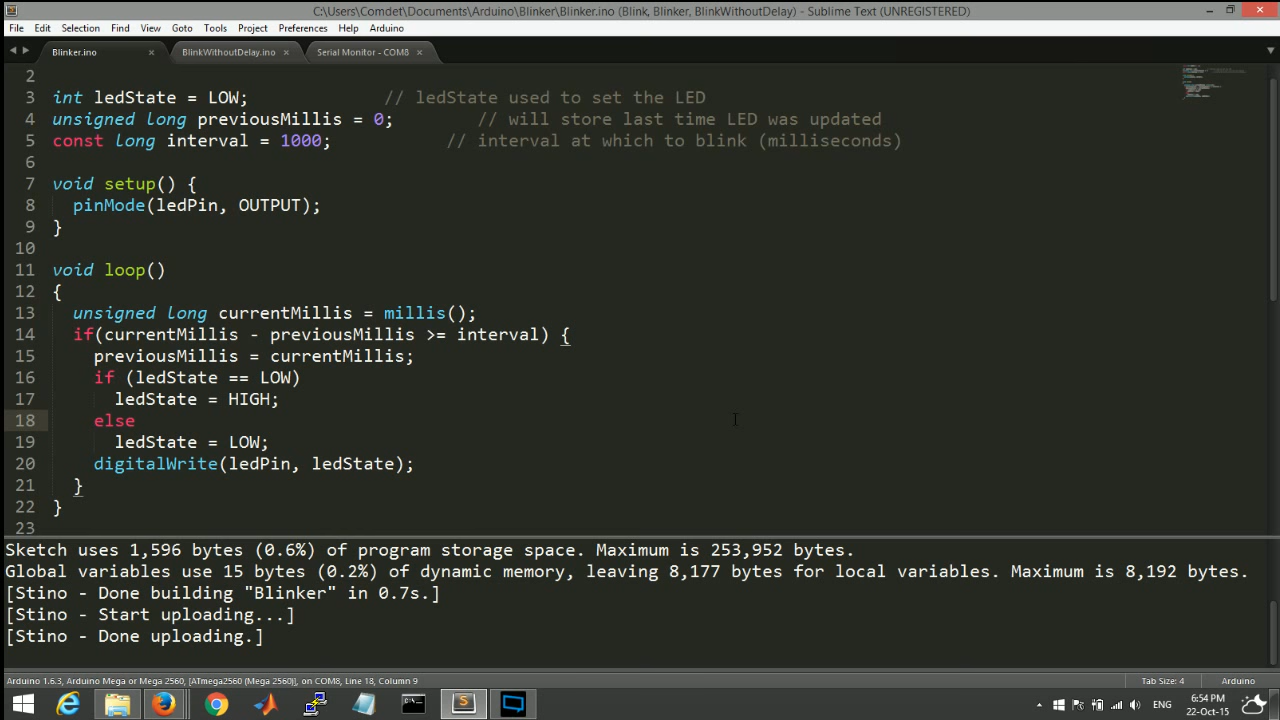 C:\Users\Comdet\Documents\Arduino\Blinker\Blinker.ino (Blink, Blinker, BlinkWithoutDelay) - Sublime Text (UNREGISTERED)
File Edit Selection Find View Goto Tools Project Preferences Help Arduino
Blinker.ino × BlinkWithoutDelay.ino × Serial Monitor - COM8 ×
2
3 int ledState = LOW; // ledState used to set the LED
4 unsigned long previousMillis = 0; // will store last time LED was updated
5 const long interval = 1000; // interval at which to blink (milliseconds)
6
7 void setup() {
8 pinMode(ledPin, OUTPUT);
9 }
10
11 void loop()
12 {
13 unsigned long currentMillis = millis();
14 if(currentMillis - previousMillis >= interval) {
15 previousMillis = currentMillis;
16 if (ledState == LOW)
17 ledState = HIGH;
18 else
19 ledState = LOW;
20 digitalWrite(ledPin, ledState);
21 }
22 }
23
Sketch uses 1,596 bytes (0.6%) of program storage space. Maximum is 253,952 bytes.
Global variables use 15 bytes (0.2%) of dynamic memory, leaving 8,177 bytes for local variables. Maximum is 8,192 bytes.
[Stino - Done building "Blinker" in 0.7s.]
[Stino - Start uploading...]
[Stino - Done uploading.]
Arduino 1.6.3, Arduino Mega or Mega 2560, [ATmega2560 (Mega 2560)], on COM8, Line 18, Column 9 Tab Size: 4 Arduino
ENG 6:54 PM
22-Oct-15